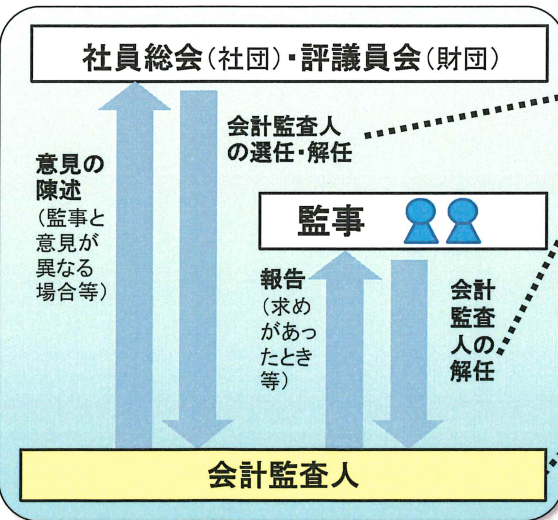 社員総会(社団)・評議員会(財団)
会計監査人
の選任・解任
意見の
陳述
(監事と
意見が
異なる
場合等)
監事
報告
(求め
があっ
たとき
等)
会計
監査
人の
解任
会計監査人